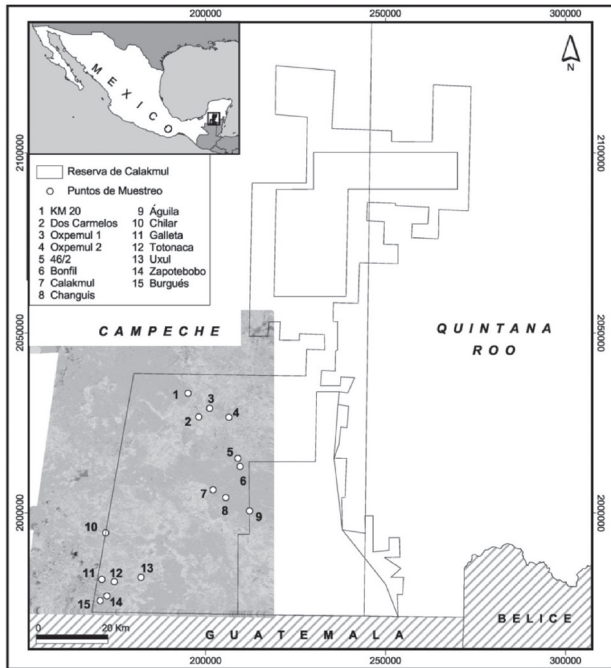 200000
250000
300000
MEXICO
N
2100000
2100000
Reserva de Calakmul
Puntos de Muestreo
1 KM 20
2 Dos Carmelos
3 Oxpemul 1
4 Oxpemul 2
5 46/2
6 Bonfil
7 Calakmul
8 Changuis
9 Águila
10 Chilar
11 Galleta
12 Totonaca
13 Uxul
14 Zapotebobo
15 Burgués
2050000
2050000
CAMPECHE
QUINTANA
ROO
1
3
2
4
5
6
7
8
9
2000000
2000000
10
11
12
13
15
14
BELICE
0
20 Km
GUATEMALA
200000
250000
300000